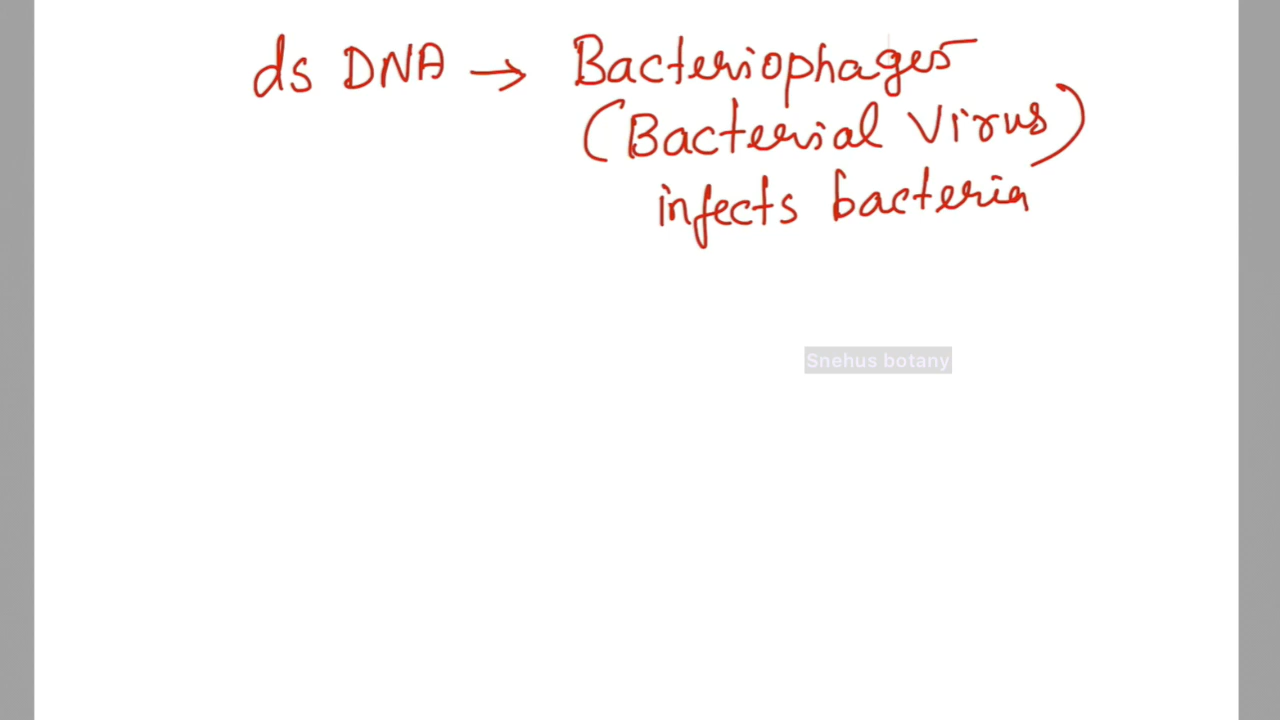 ds DNA → Bacteriophages
(Bacterial Virus)
infects bacteria
Snehus botany